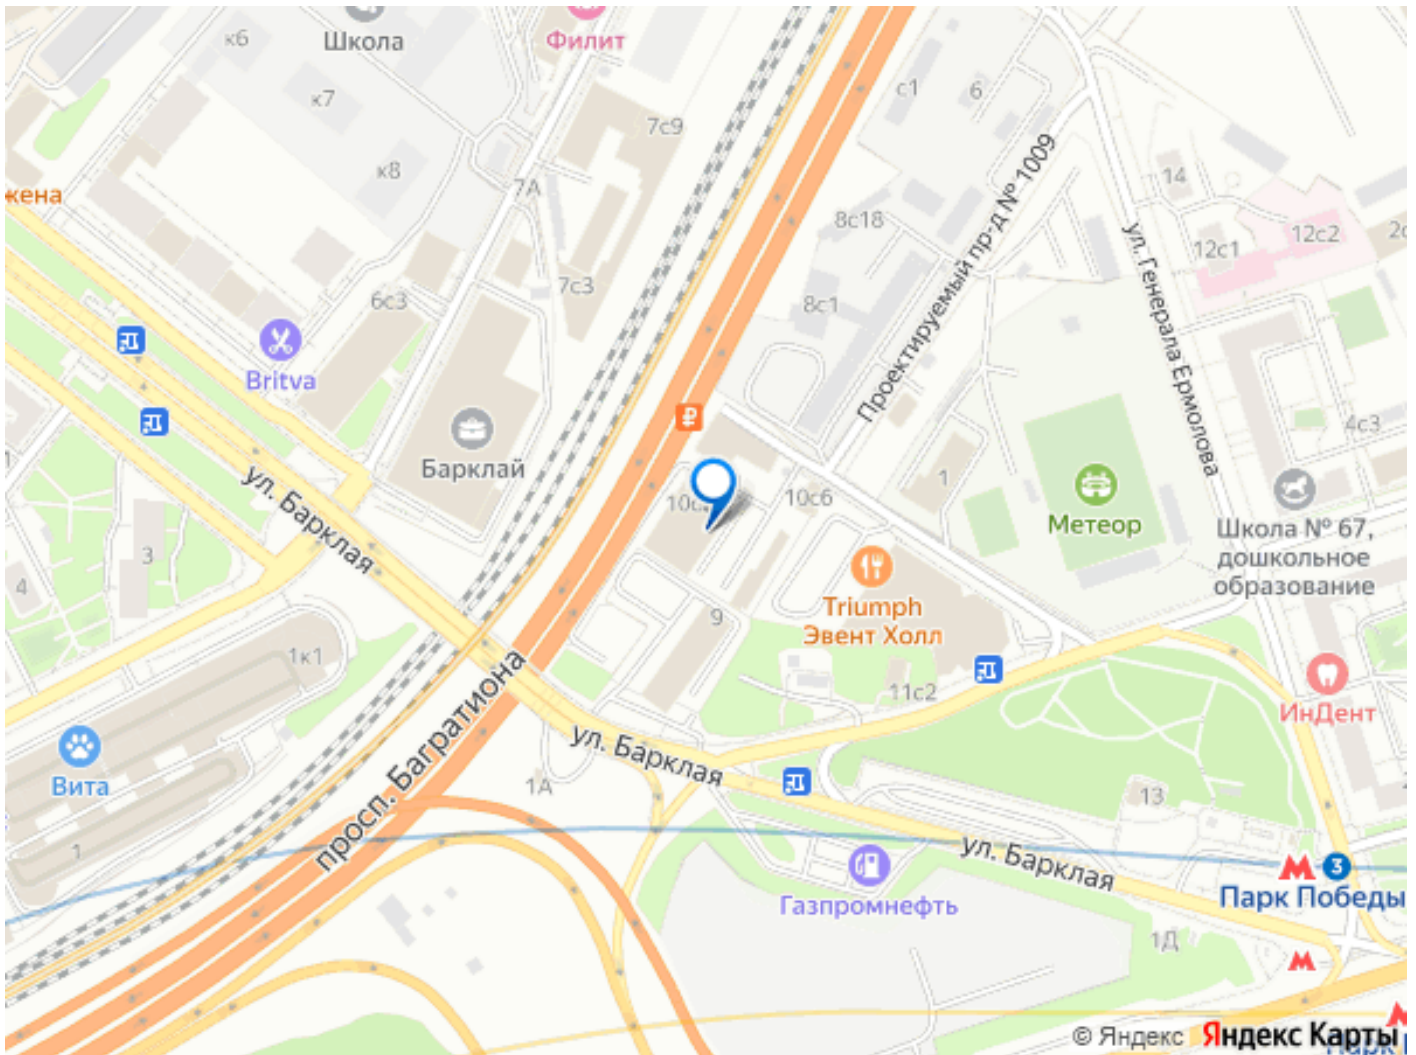 к6
Школа
Филит
к7
7с9
с1
6
к8
7А
жена
14
8с18
Проектируемый пр-д № 1009
ул. Генерала Ермолова
12с1
12с2
6с3
7с3
8с1
Britva
4с3
Барклай
ул. Барклая
10с6
1
Метеор
Школа № 67,
дошкольное
образование
3
4
Triumph
Эвент Холл
9
1к1
11с2
ИнДент
просп. Багратиона
ул. Барклая
Вита
1А
13
1
ул. Барклая
Газпромнефть
3
Парк Победы
1Д
© Яндекс Яндекс Карты